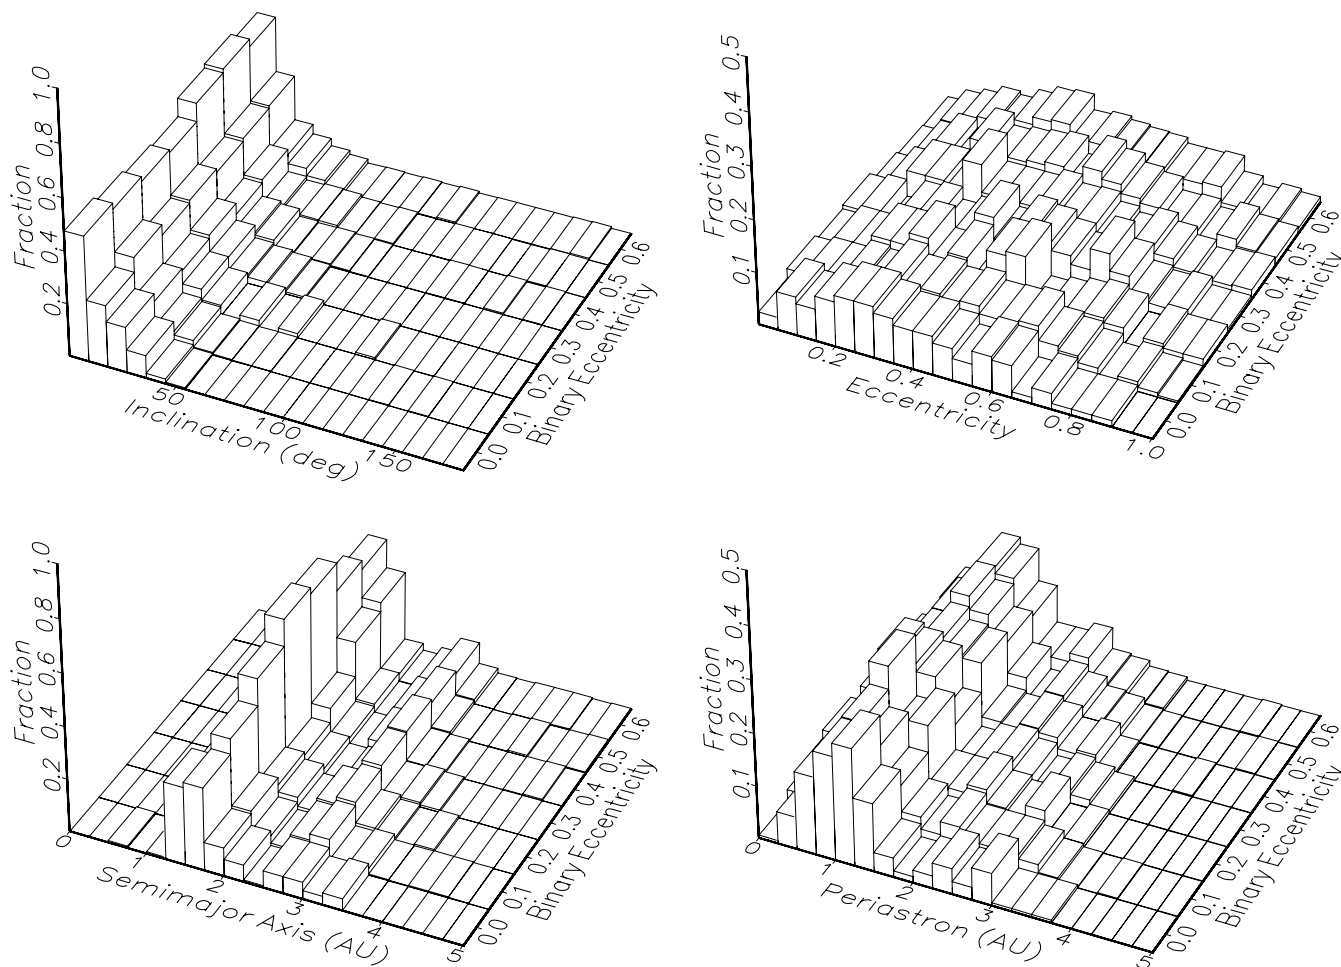 Fraction
0.2 0.4 0.6 0.8 1.0
50 100 150
Inclination (deg)
0.0 0.1 0.2 0.3 0.4 0.5 0.6
Binary Eccentricity
Fraction
0.1 0.2 0.3 0.4 0.5
0.2 0.4 0.6 0.8 1.0
Eccentricity
0.0 0.1 0.2 0.3 0.4 0.5 0.6
Binary Eccentricity
Fraction
0.2 0.4 0.6 0.8 1.0
0 1 2 3 4 5
Semimajor Axis (AU)
0.0 0.1 0.2 0.3 0.4 0.5 0.6
Binary Eccentricity
Fraction
0.1 0.2 0.3 0.4 0.5
0 1 2 3 4 5
Periastron (AU)
0.0 0.1 0.2 0.3 0.4 0.5 0.6
Binary Eccentricity